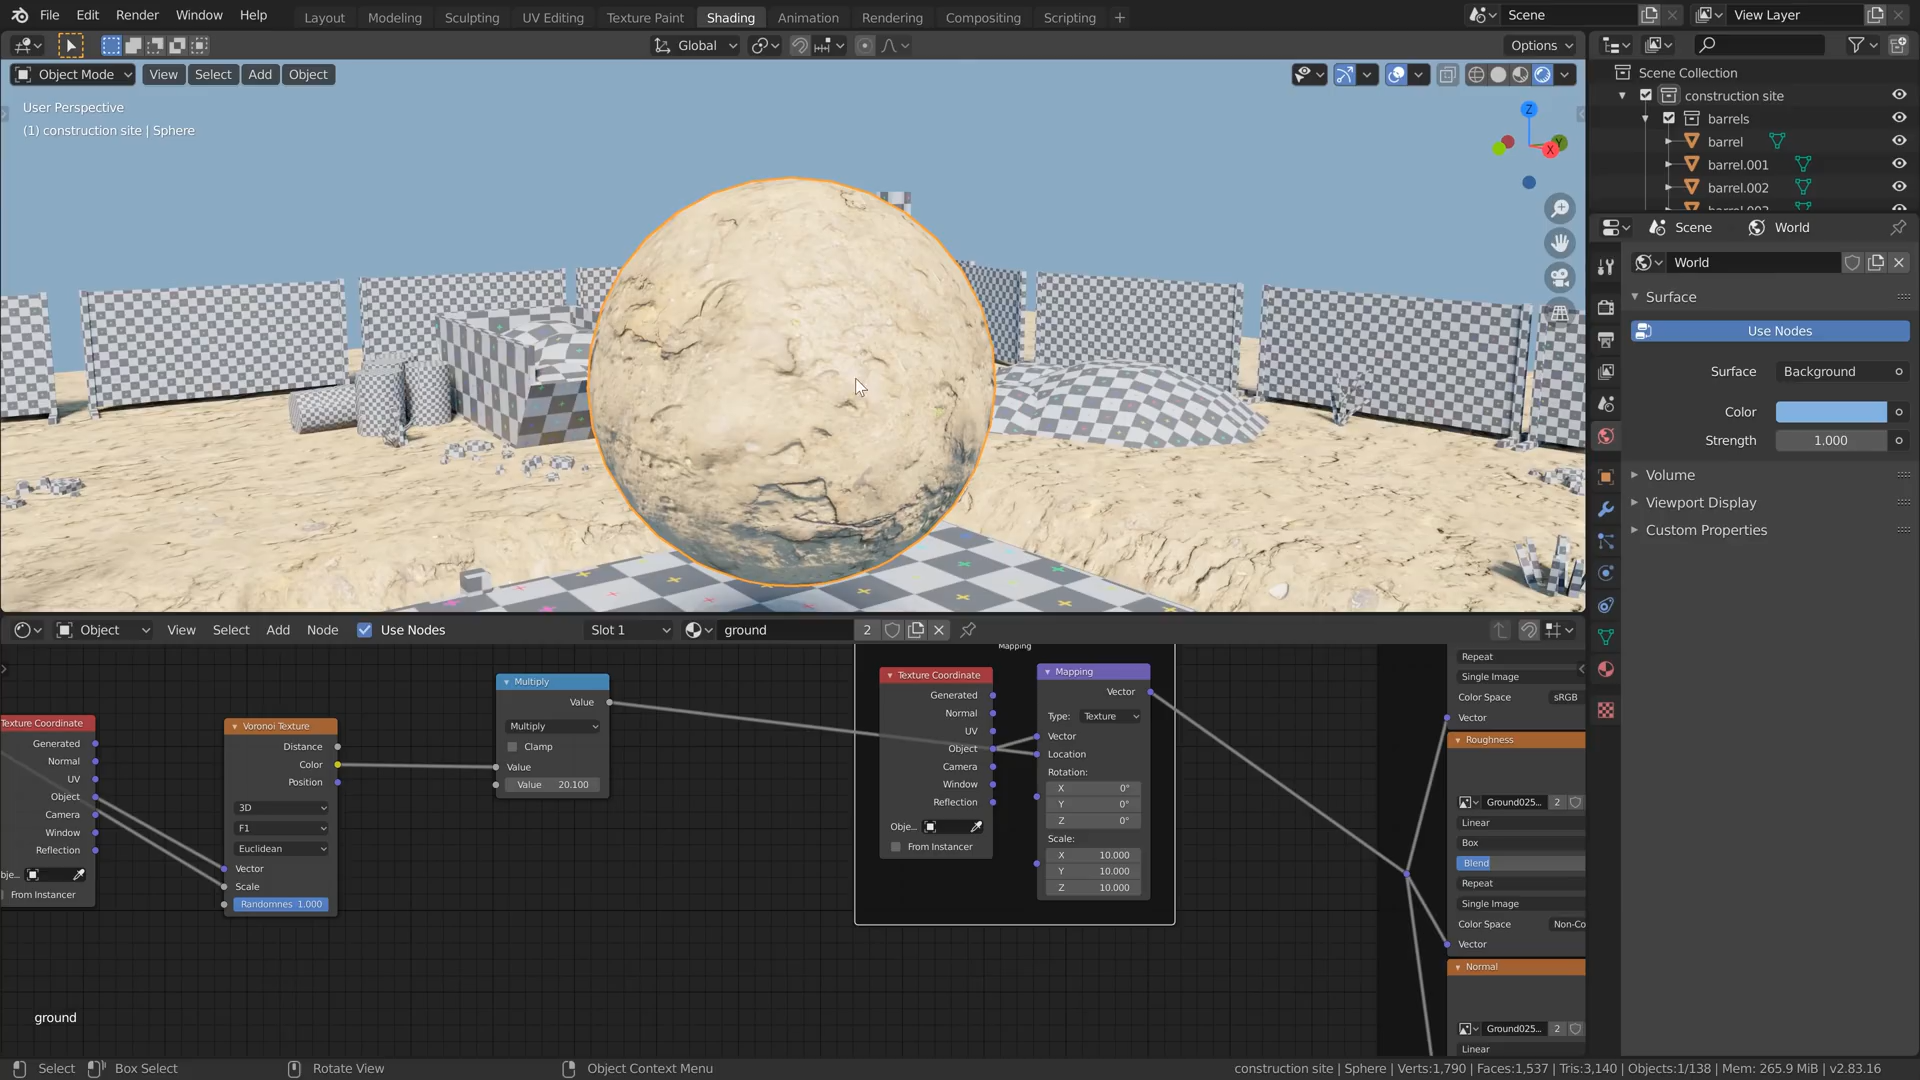 File Edit Render Window Help Layout Modeling Sculpting UV Editing Texture Paint Shading Animation Rendering Compositing Scripting + Scene View Layer
Global Options
Object Mode View Select Add Object
User Perspective
(1) construction site | Sphere
Z
Y
X
Scene Collection
construction site
barrels
barrel
barrel.001
barrel.002
Scene World
World
Surface
Use Nodes
Surface Background
Color
Strength 1.000
Volume
Viewport Display
Custom Properties
Object View Select Add Node Use Nodes Slot 1 ground 2
Texture Coordinate
Generated
Normal
UV
Object
Camera
Window
Reflection
From Instancer
Voronoi Texture
Distance
Color
Position
3D
F1
Euclidean
Vector
Scale
Randomnes 1.000
Multiply
Value
Multiply
Clamp
Value
Value 20.100
Mapping
Texture Coordinate
Generated
Normal
UV
Object
Camera
Window
Reflection
Obje...
From Instancer
Mapping
Vector
Type: Texture
Vector
Location
Rotation:
X 0°
Y 0°
Z 0°
Scale:
X 10.000
Y 10.000
Z 10.000
Repeat
Single Image
Color Space sRGB
Vector
Roughness
Ground025... 2
Linear
Box
Blend
Repeat
Single Image
Color Space Non-Co
Vector
Normal
Ground025... 2
Linear
ground
Select Box Select Rotate View Object Context Menu construction site | Sphere | Verts:1,790 | Faces:1,537 | Tris:3,140 | Objects:1/138 | Mem: 265.9 MiB | v2.83.16